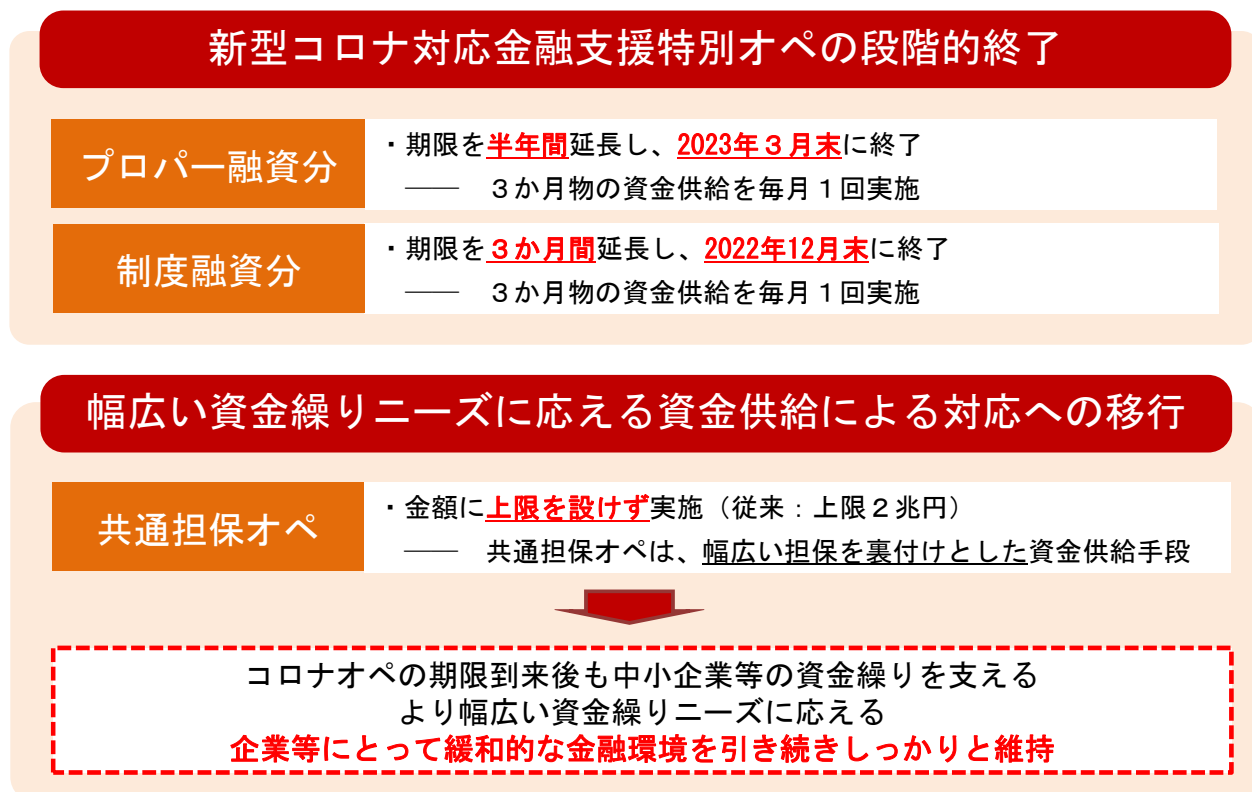 新型コロナ対応金融支援特別オペの段階的終了
プロパー融資分
・期限を半年間延長し、2023年３月末に終了
―― ３か月物の資金供給を毎月１回実施
制度融資分
・期限を３か月間延長し、2022年12月末に終了
―― ３か月物の資金供給を毎月１回実施
幅広い資金繰りニーズに応える資金供給による対応への移行
共通担保オペ
・金額に上限を設けず実施（従来：上限２兆円）
―― 共通担保オペは、幅広い担保を裏付けとした資金供給手段
コロナオペの期限到来後も中小企業等の資金繰りを支える
より幅広い資金繰りニーズに応える
企業等にとって緩和的な金融環境を引き続きしっかりと維持